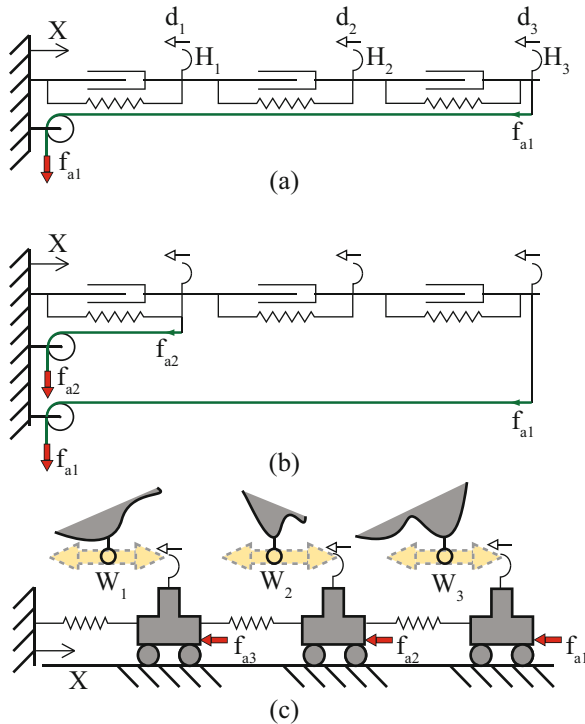 d₁ d₂ d₃
X
H₁ H₂ H₃
fₐ₁
fₐ₁
(a)
X
fₐ₂
fₐ₂
fₐ₁
fₐ₁
(b)
W₁ W₂ W₃
fₐ₃ fₐ₂ fₐ₁
X
(c)